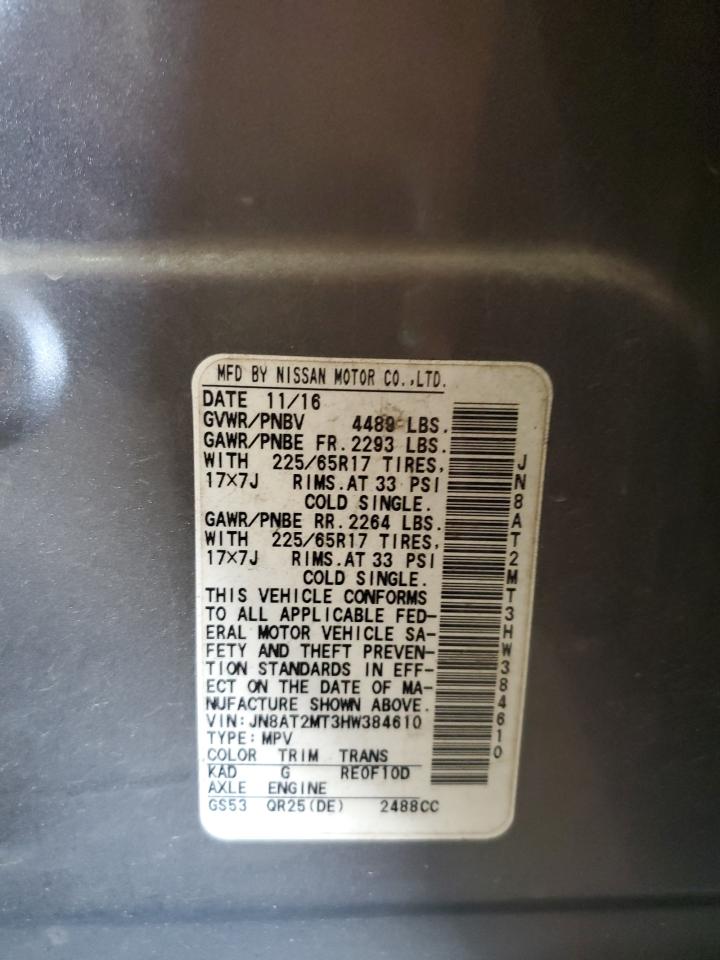 MFD BY NISSAN MOTOR CO.,LTD.
DATE 11/16
GVWR/PNBV 4489 LBS.
GAWR/PNBE FR. 2293 LBS.
WITH 225/65R17 TIRES,
17×7J RIMS. AT 33 PSI
COLD SINGLE.
GAWR/PNBE RR. 2264 LBS.
WITH 225/65R17 TIRES,
17×7J RIMS. AT 33 PSI
COLD SINGLE.
THIS VEHICLE CONFORMS
TO ALL APPLICABLE FED-
ERAL MOTOR VEHICLE SA-
FETY AND THEFT PREVEN-
TION STANDARDS IN EFF-
ECT ON THE DATE OF MA-
NUFACTURE SHOWN ABOVE.
VIN: JN8AT2MT3HW384610
TYPE: MPV
COLOR TRIM TRANS
KAD G RE0F10D
AXLE ENGINE
GS53 QR25(DE) 2488CC
JN8AT2MT3HW384610